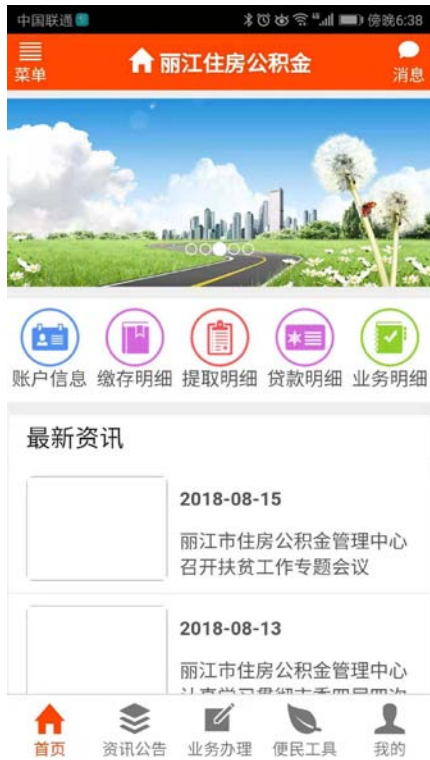 中国联通 傍晚6:38
菜单 丽江住房公积金 消息
账户信息 缴存明细 提取明细 贷款明细 业务明细
最新资讯
2018-08-15
丽江市住房公积金管理中心
召开扶贫工作专题会议
2018-08-13
丽江市住房公积金管理中心
首页 资讯公告 业务办理 便民工具 我的